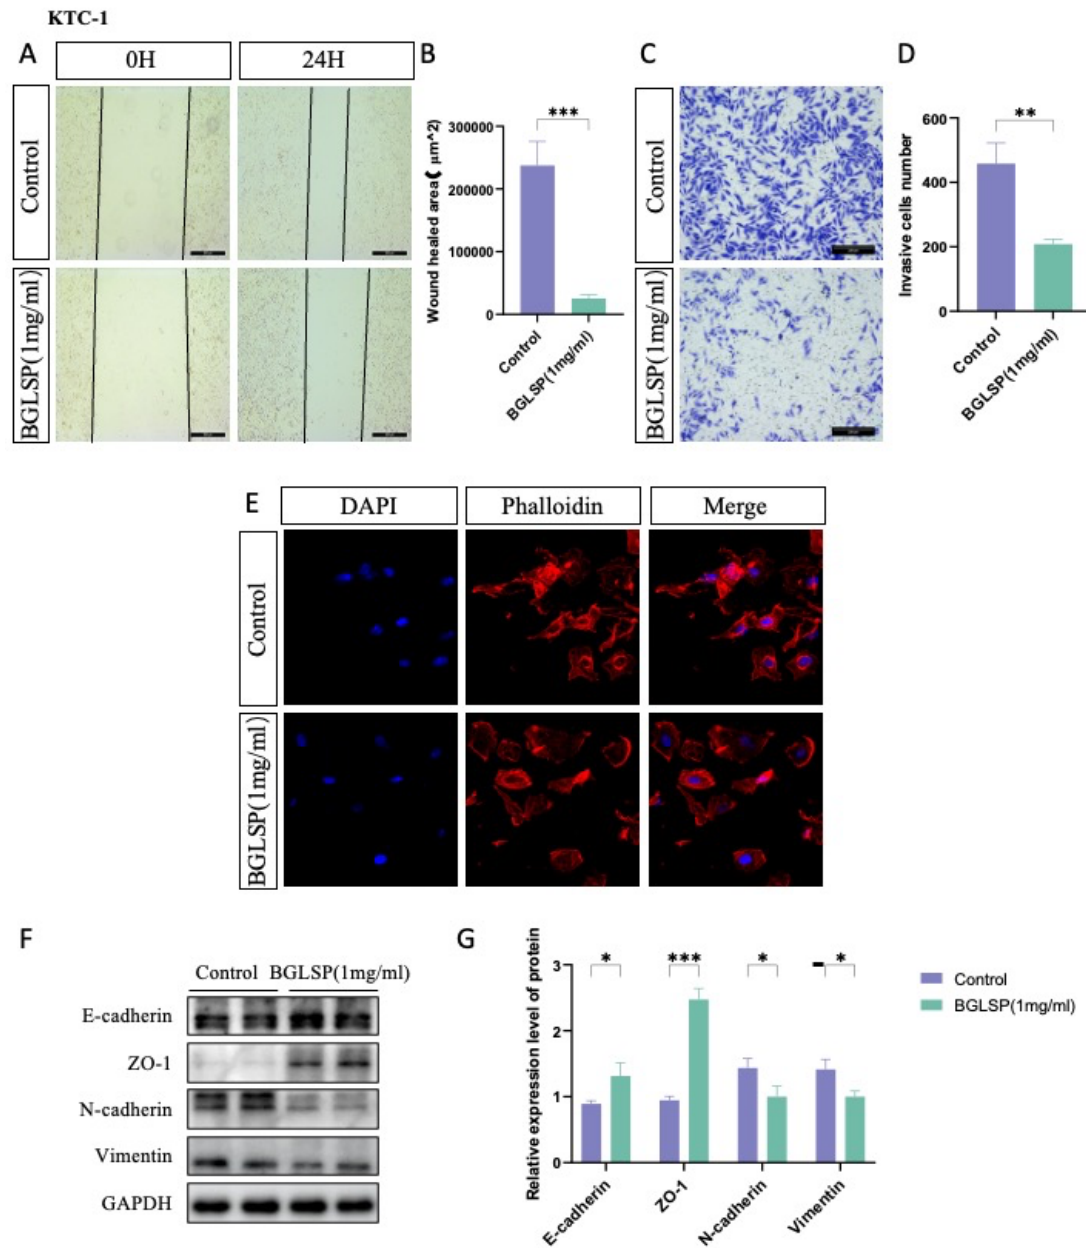 KTC-1
A
0H
24H
Control
BGLSP(1mg/ml)
B
***
Wound healed area( μm^2)
300000
200000
100000
0
Control
BGLSP(1mg/ml)
C
Control
BGLSP(1mg/ml)
D
**
Invasive cells number
600
400
200
0
Control
BGLSP(1mg/ml)
E
DAPI
Phalloidin
Merge
Control
BGLSP(1mg/ml)
F
Control BGLSP(1mg/ml)
E-cadherin
ZO-1
N-cadherin
Vimentin
GAPDH
G
Relative expression level of protein
3
2
1
0
* *** * *
E-cadherin
ZO-1
N-cadherin
Vimentin
Control
BGLSP(1mg/ml)